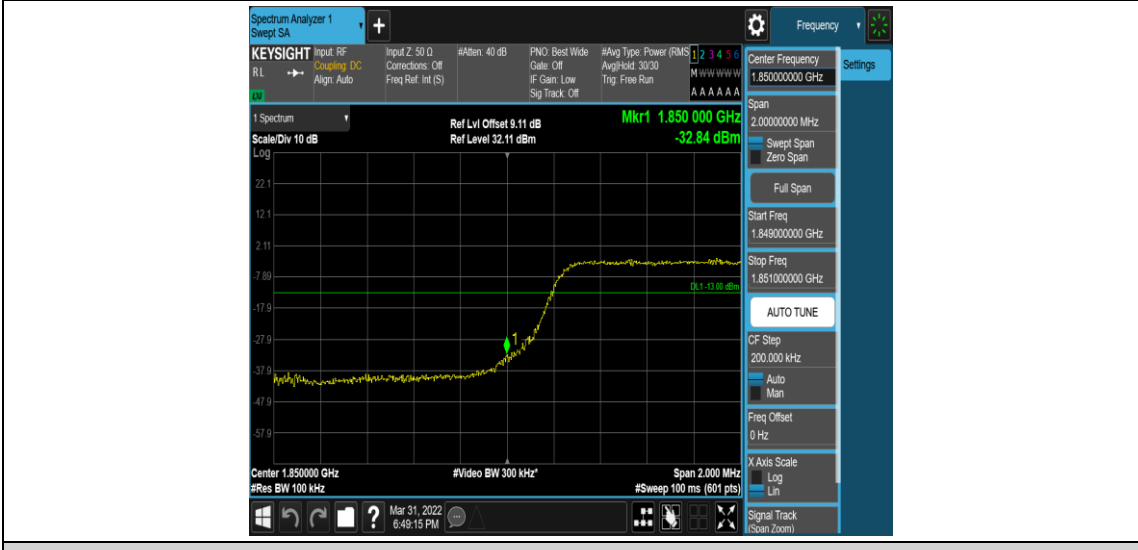 Spectrum Analyzer 1
Swept SA
Frequency
KEYSIGHT
RL
LXI
Input: RF
Coupling: DC
Align: Auto
Input Z: 50 Ω
Corrections: Off
Freq Ref: Int (S)
#Atten: 40 dB
PNO: Best Wide
Gate: Off
IF Gain: Low
Sig Track: Off
#Avg Type: Power (RMS
Avg|Hold: 30/30
Trig: Free Run
1 2 3 4 5 6
M W W W W W
A A A A A A
1 Spectrum
Scale/Div 10 dB
Log
Ref Lvl Offset 9.11 dB
Ref Level 32.11 dBm
Mkr1 1.850 000 GHz
-32.84 dBm
22.1
12.1
2.11
-7.89
-17.9
-27.9
-37.9
-47.9
-57.9
DL1 -13.00 dBm
1
Center 1.85000 GHz
#Res BW 100 kHz
#Video BW 300 kHz*
Span 2.000 MHz
#Sweep 100 ms (601 pts)
?
Mar 31, 2022
6:49:15 PM
Center Frequency
1.850000000 GHz
Settings
Span
2.00000000 MHz
Swept Span
Zero Span
Full Span
Start Freq
1.849000000 GHz
Stop Freq
1.851000000 GHz
AUTO TUNE
CF Step
200.000 kHz
Auto
Man
Freq Offset
0 Hz
X Axis Scale
Log
Lin
Signal Track
(Span Zoom)